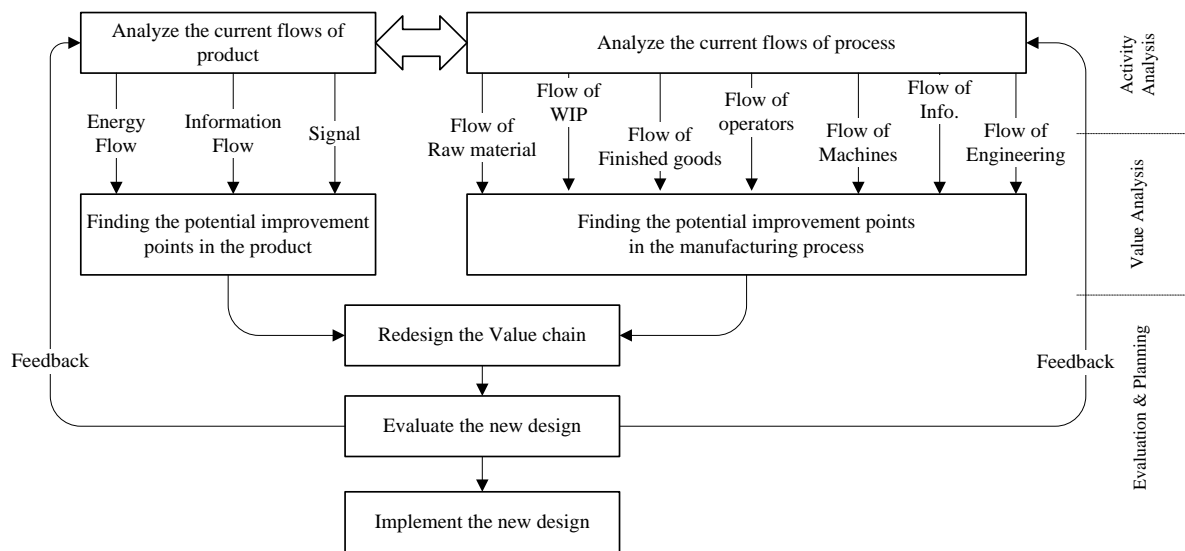 Analyze the current flows of
product
Analyze the current flows of process
Activity
Analysis
Energy
Flow
Information
Flow
Signal
Flow of
Raw material
Flow of
WIP
Flow of
Finished goods
Flow of
operators
Flow of
Machines
Flow of
Info.
Flow of
Engineering
Value Analysis
Finding the potential improvement
points in the product
Finding the potential improvement points
in the manufacturing process
Redesign the Value chain
Feedback
Feedback
Evaluation & Planning
Evaluate the new design
Implement the new design